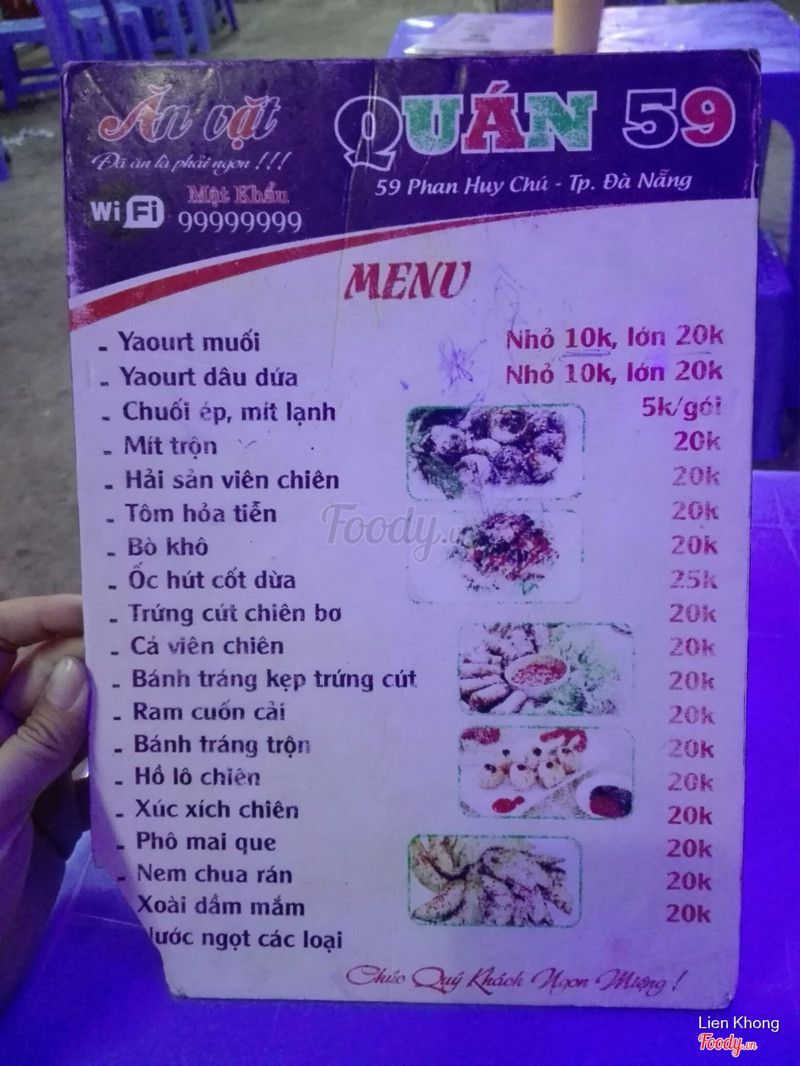 Ăn vặt
Đã ăn là phải ngon !!!
QUÁN 59
59 Phan Huy Chú - Tp. Đà Nẵng
WiFi Mật Khẩu
99999999
MENU
- Yaourt muối Nhỏ 10k, lớn 20k
- Yaourt dâu dứa Nhỏ 10k, lớn 20k
- Chuối ép, mít lạnh 5k/gói
- Mít trộn 20k
- Hải sản viên chiên 20k
- Tôm hỏa tiễn 20k
- Bò khô 20k
- Ốc hút cốt dừa 25k
- Trứng cút chiên bơ 20k
- Cá viên chiên 20k
- Bánh tráng kẹp trứng cút 20k
- Ram cuốn cải 20k
- Bánh tráng trộn 20k
- Hồ lô chiên 20k
- Xúc xích chiên 20k
- Phô mai que 20k
- Nem chua rán 20k
Xoài dầm mắm 20k
Nước ngọt các loại
Chúc Quý Khách Ngon Miệng !
Foody.vn
Lien Khong
Foody.vn